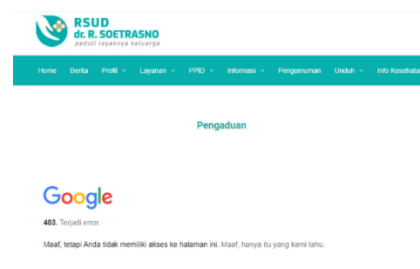 RSUD
dr. R. SOETRASNO
peduli layaknya keluarga
Home Berita Profil Layanan PPID Informasi Pengumuman Unduh Info Kesehata
Pengaduan
Google
403. Terjadi error.
Maaf, tetapi Anda tidak memiliki akses ke halaman ini. Maaf, hanya itu yang kami tahu.